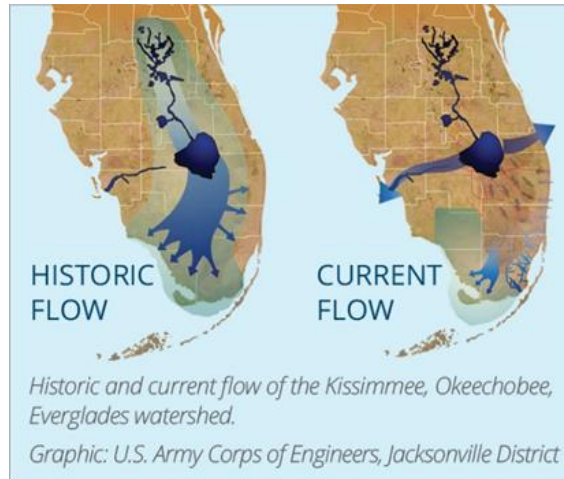 HISTORIC
FLOW
CURRENT
FLOW
Historic and current flow of the Kissimmee, Okeechobee,
Everglades watershed.
Graphic: U.S. Army Corps of Engineers, Jacksonville District